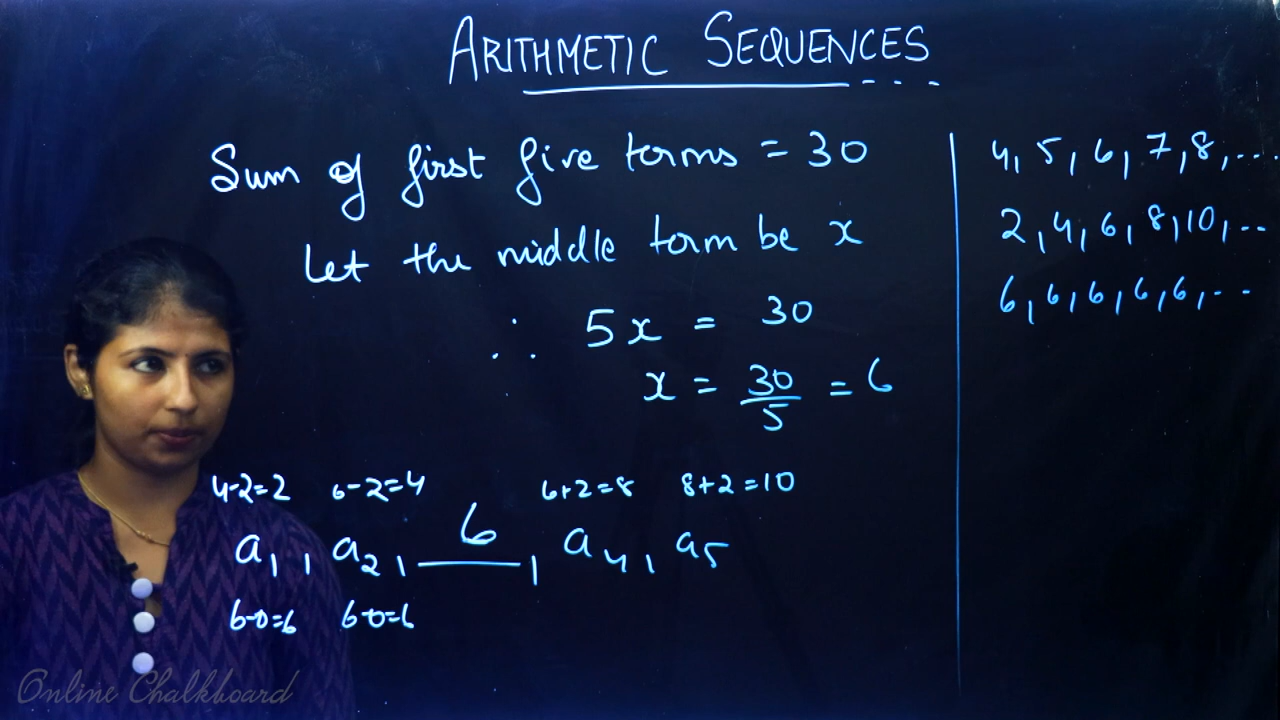 ARITHMETIC SEQUENCES
Sum of first five terms = 30
Let the middle term be x
∴ 5x = 30
x = 30/5 = 6
4-2=2 6-2=4 6+2=8 8+2=10
a₁, a₂, 6, a₄, a₅
6-0=6 6-0=6
4, 5, 6, 7, 8, ...
2, 4, 6, 8, 10, ..
6, 6, 6, 6, 6, ...
Online Chalkboard